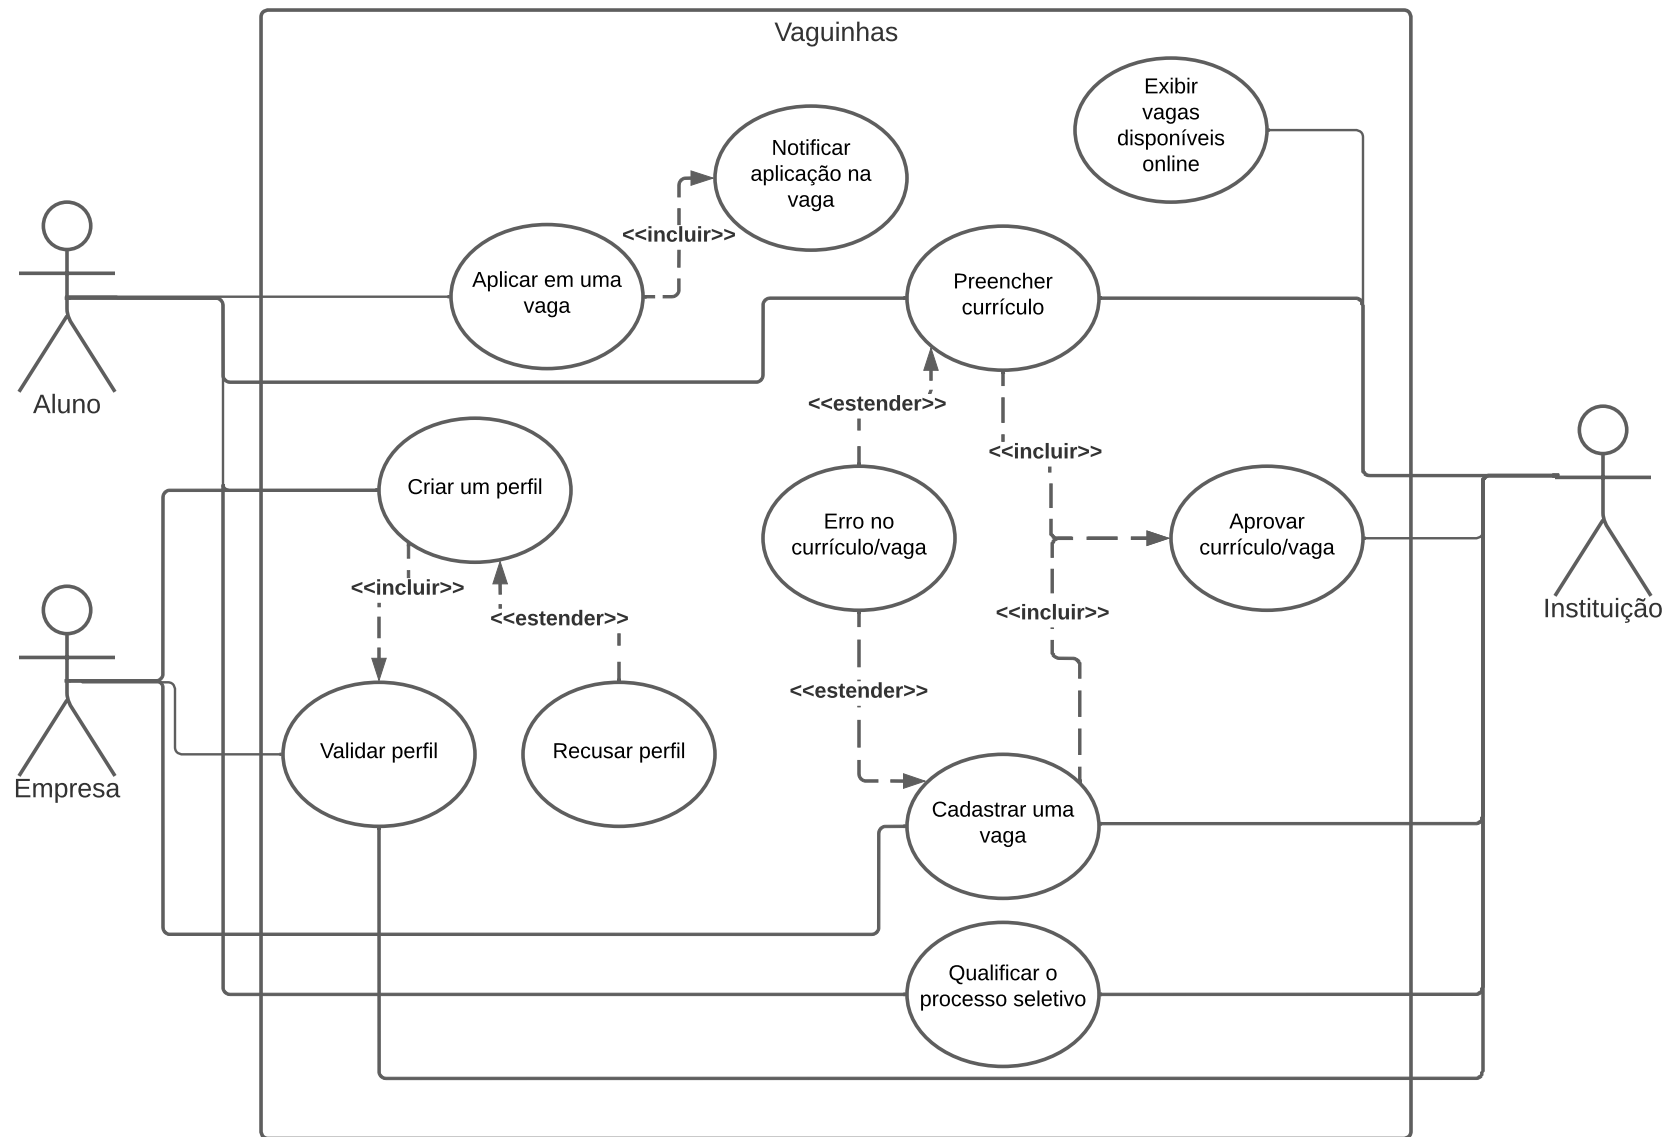 Vaguinhas
Exibir
vagas
disponíveis
online
Notificar
aplicação na
vaga
<<incluir>>
Aplicar em uma
vaga
Preencher
currículo
Aluno
<<estender>>
<<incluir>>
Criar um perfil
Erro no
currículo/vaga
Aprovar
currículo/vaga
Instituição
<<incluir>>
<<estender>>
<<incluir>>
<<estender>>
Validar perfil
Recusar perfil
Empresa
Cadastrar uma
vaga
Qualificar o
processo seletivo